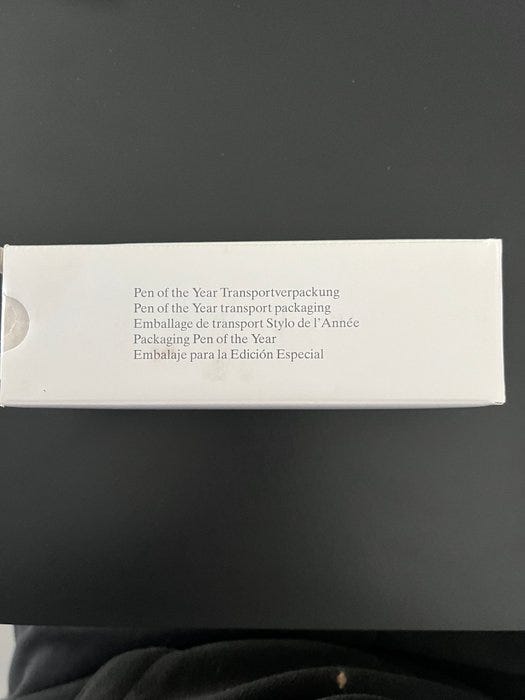 Pen of the Year Transportverpackung
Pen of the Year transport packaging
Emballage de transport Stylo de l'Année
Packaging Pen of the Year
Embalaje para la Edición Especial